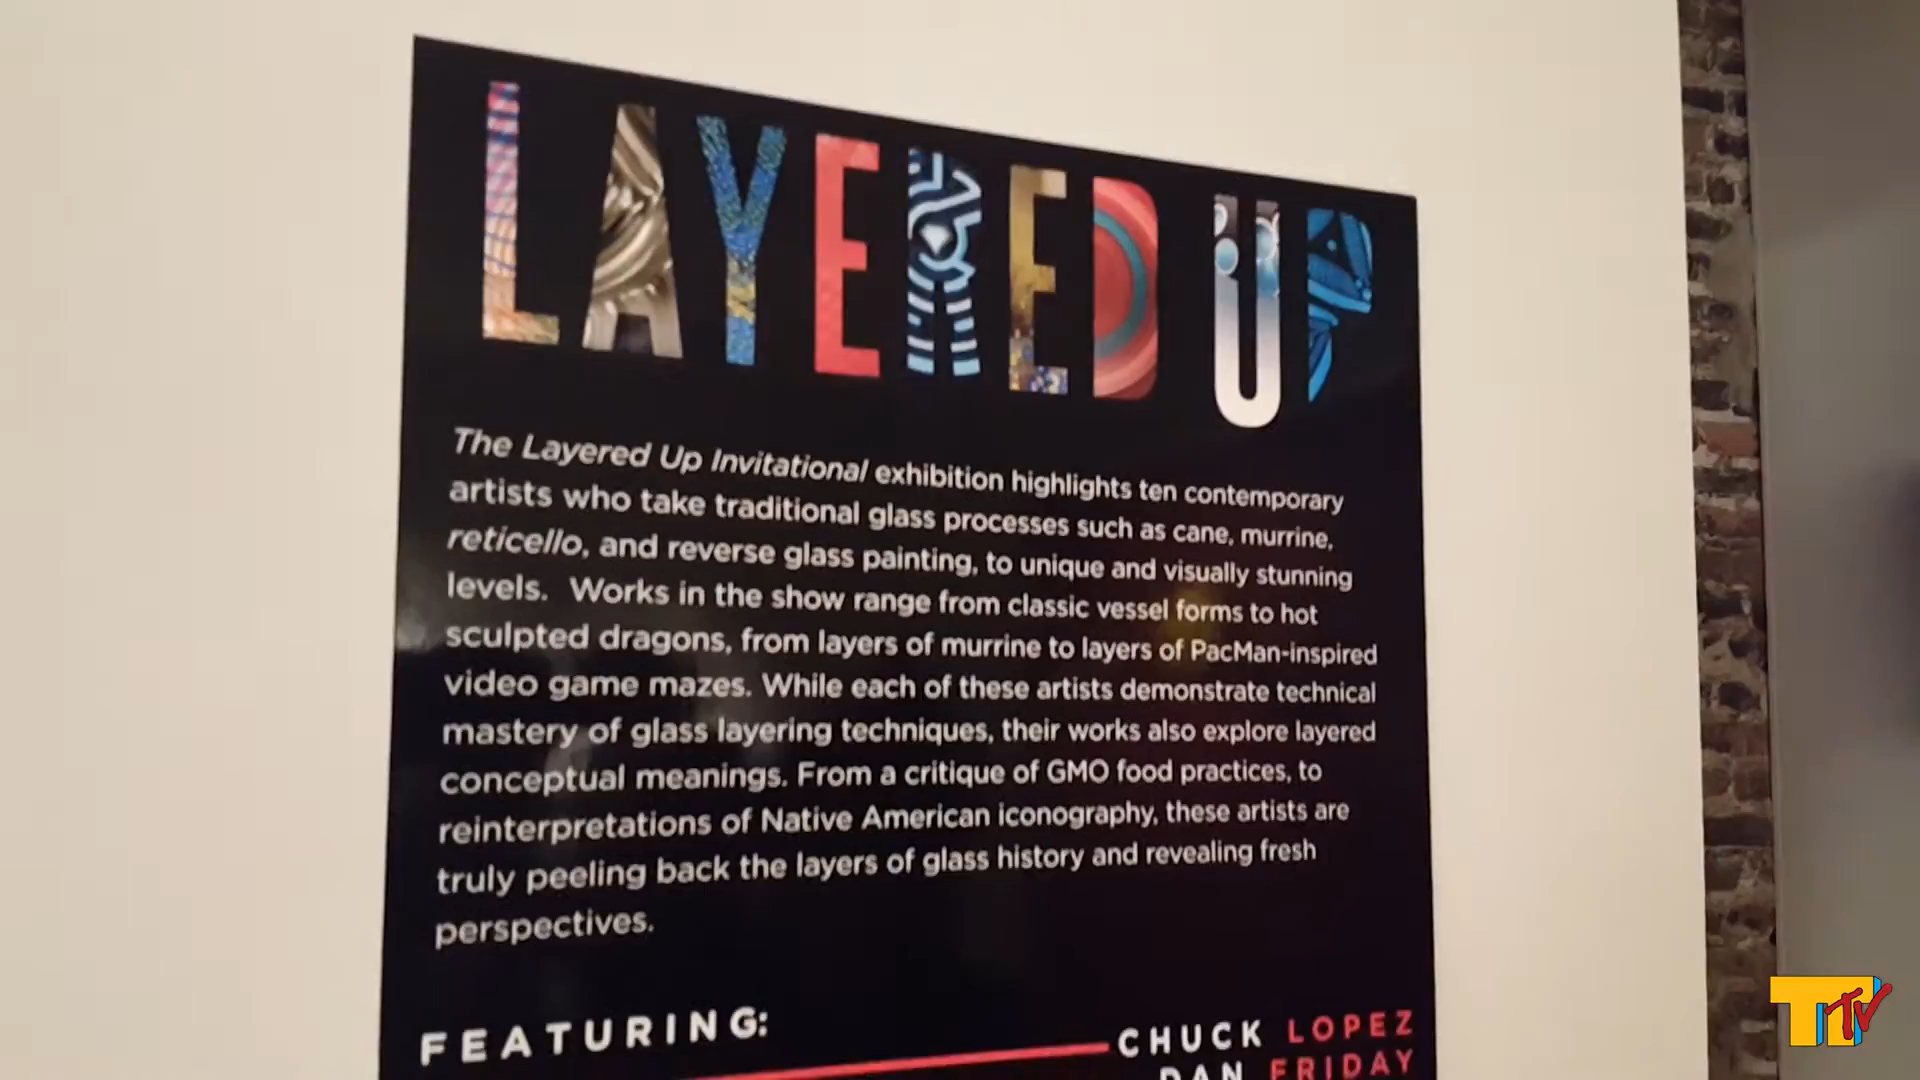 LAYERED UP
The Layered Up Invitational exhibition highlights ten contemporary
artists who take traditional glass processes such as cane, murrine,
reticello, and reverse glass painting, to unique and visually stunning
levels. Works in the show range from classic vessel forms to hot
sculpted dragons, from layers of murrine to layers of PacMan-inspired
video game mazes. While each of these artists demonstrate technical
mastery of glass layering techniques, their works also explore layered
conceptual meanings. From a critique of GMO food practices, to
reinterpretations of Native American iconography, these artists are
truly peeling back the layers of glass history and revealing fresh
perspectives.
FEATURING:
CHUCK LOPEZ
DAN FRIDAY
TV